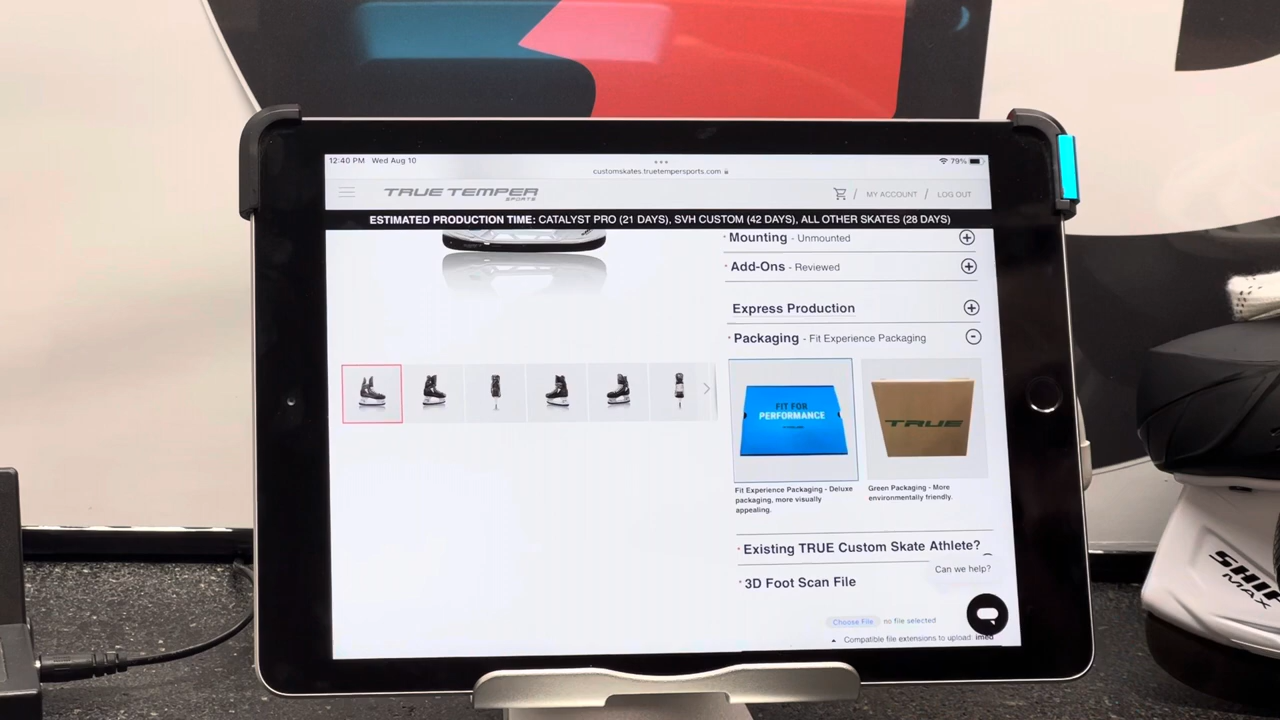 12:40 PM Wed Aug 10
79%
customskates.truetempersports.com
TRUE TEMPER
SPORTS
/ MY ACCOUNT / LOG OUT
ESTIMATED PRODUCTION TIME: CATALYST PRO (21 DAYS), SVH CUSTOM (42 DAYS), ALL OTHER SKATES (28 DAYS)
* Mounting - Unmounted
* Add-Ons - Reviewed
Express Production
* Packaging - Fit Experience Packaging
FIT FOR
PERFORMANCE
TRUE
Fit Experience Packaging - Deluxe
packaging, more visually
appealing.
Green Packaging - More
environmentally friendly.
* Existing TRUE Custom Skate Athlete?
Can we help?
* 3D Foot Scan File
Choose File no file selected
Compatible file extensions to upload: imed
SHIF
MAX